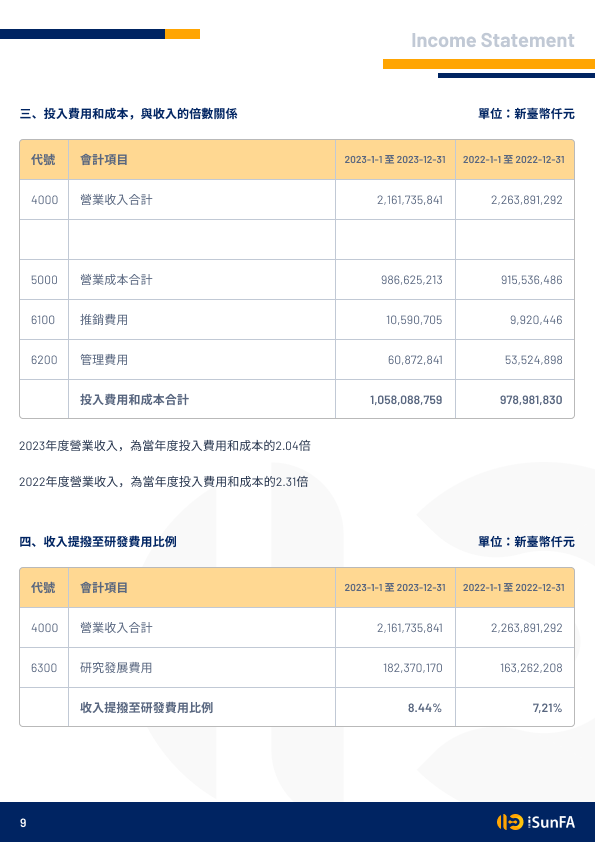 Income Statement
三、投入費用和成本，與收入的倍數關係 單位：新臺幣仟元
代號 會計項目 2023-1-1 至 2023-12-31 2022-1-1 至 2022-12-31
4000 營業收入合計 2,161,735,841 2,263,891,292
5000 營業成本合計 986,625,213 915,536,486
6100 推銷費用 10,590,705 9,920,446
6200 管理費用 60,872,841 53,524,898
投入費用和成本合計 1,058,088,759 978,981,830
2023年度營業收入，為當年度投入費用和成本的2.04倍
2022年度營業收入，為當年度投入費用和成本的2.31倍
四、收入提撥至研發費用比例 單位：新臺幣仟元
代號 會計項目 2023-1-1 至 2023-12-31 2022-1-1 至 2022-12-31
4000 營業收入合計 2,161,735,841 2,263,891,292
6300 研究發展費用 182,370,170 163,262,208
收入提撥至研發費用比例 8.44% 7,21%
9 iSunFA